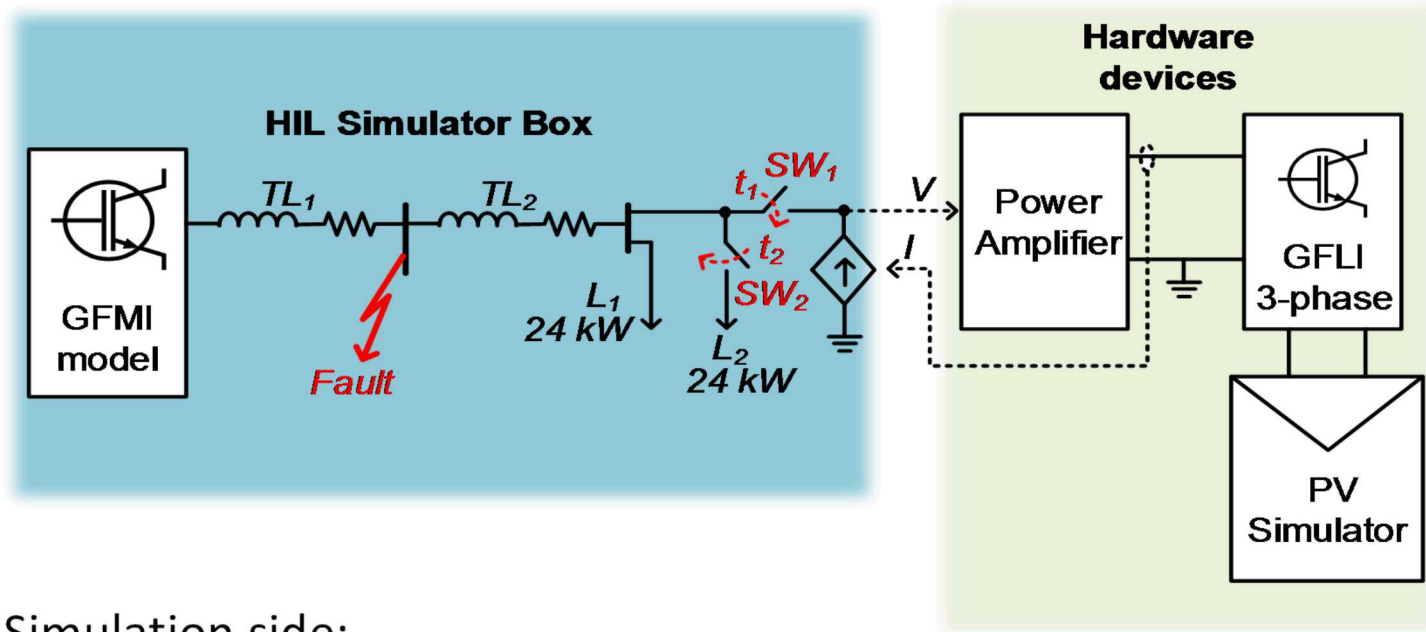 Hardware
devices
HIL Simulator Box
GFMI
model
TL₁
TL₂
Fault
L₁
24 kW
t₁
SW₁
t₂
SW₂
L₂
24 kW
V
I
Power
Amplifier
GFLI
3-phase
PV
Simulator
Simulation side: